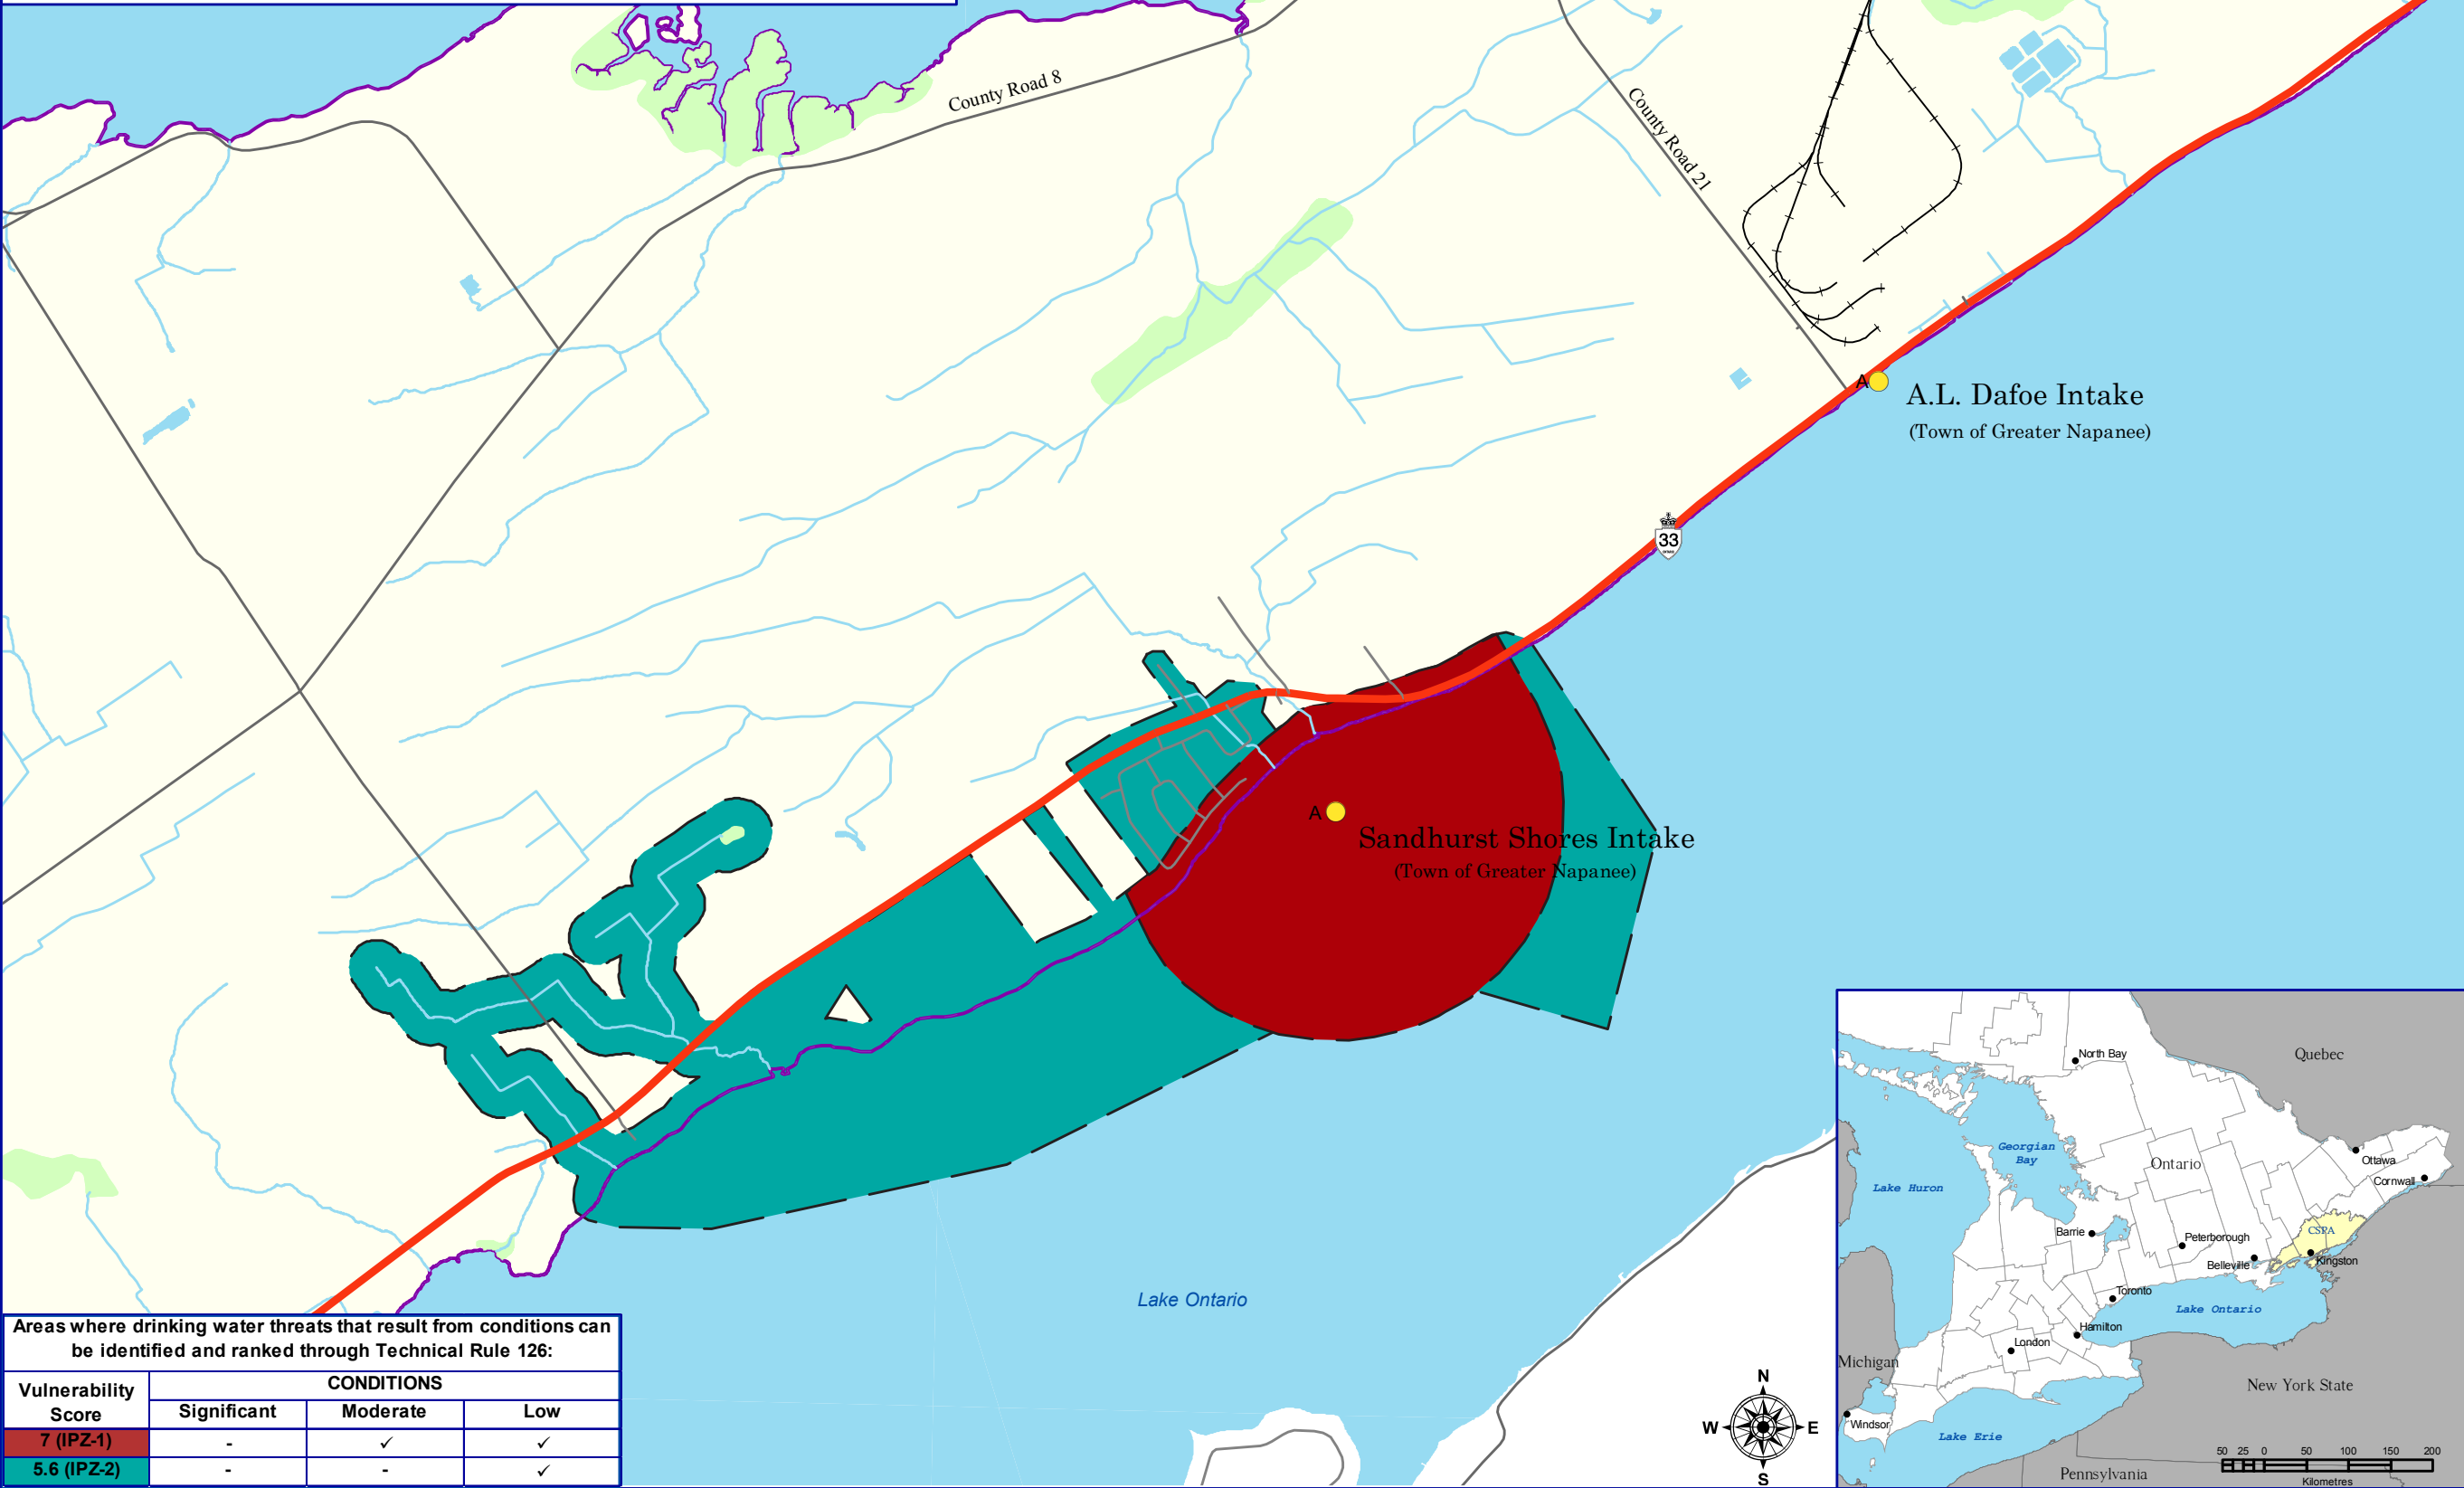 County Road 8
County Road 21
A
A.L. Dafoe Intake
(Town of Greater Napanee)
33
A
Sandhurst Shores Intake
(Town of Greater Napanee)
Lake Ontario
N
W
E
S
Areas where drinking water threats that result from conditions can
be identified and ranked through Technical Rule 126:
Vulnerability
Score
CONDITIONS
Significant
Moderate
Low
7 (IPZ-1)
-
✓
✓
5.6 (IPZ-2)
-
-
✓
North Bay
Quebec
Georgian
Bay
Ontario
Ottawa
Lake Huron
Cornwall
CSPA
Barrie
Peterborough
Belleville
Kingston
Toronto
Lake Ontario
Hamilton
London
Michigan
New York State
Windsor
Lake Erie
Pennsylvania
50 25 0 50 100 150 200
Kilometres